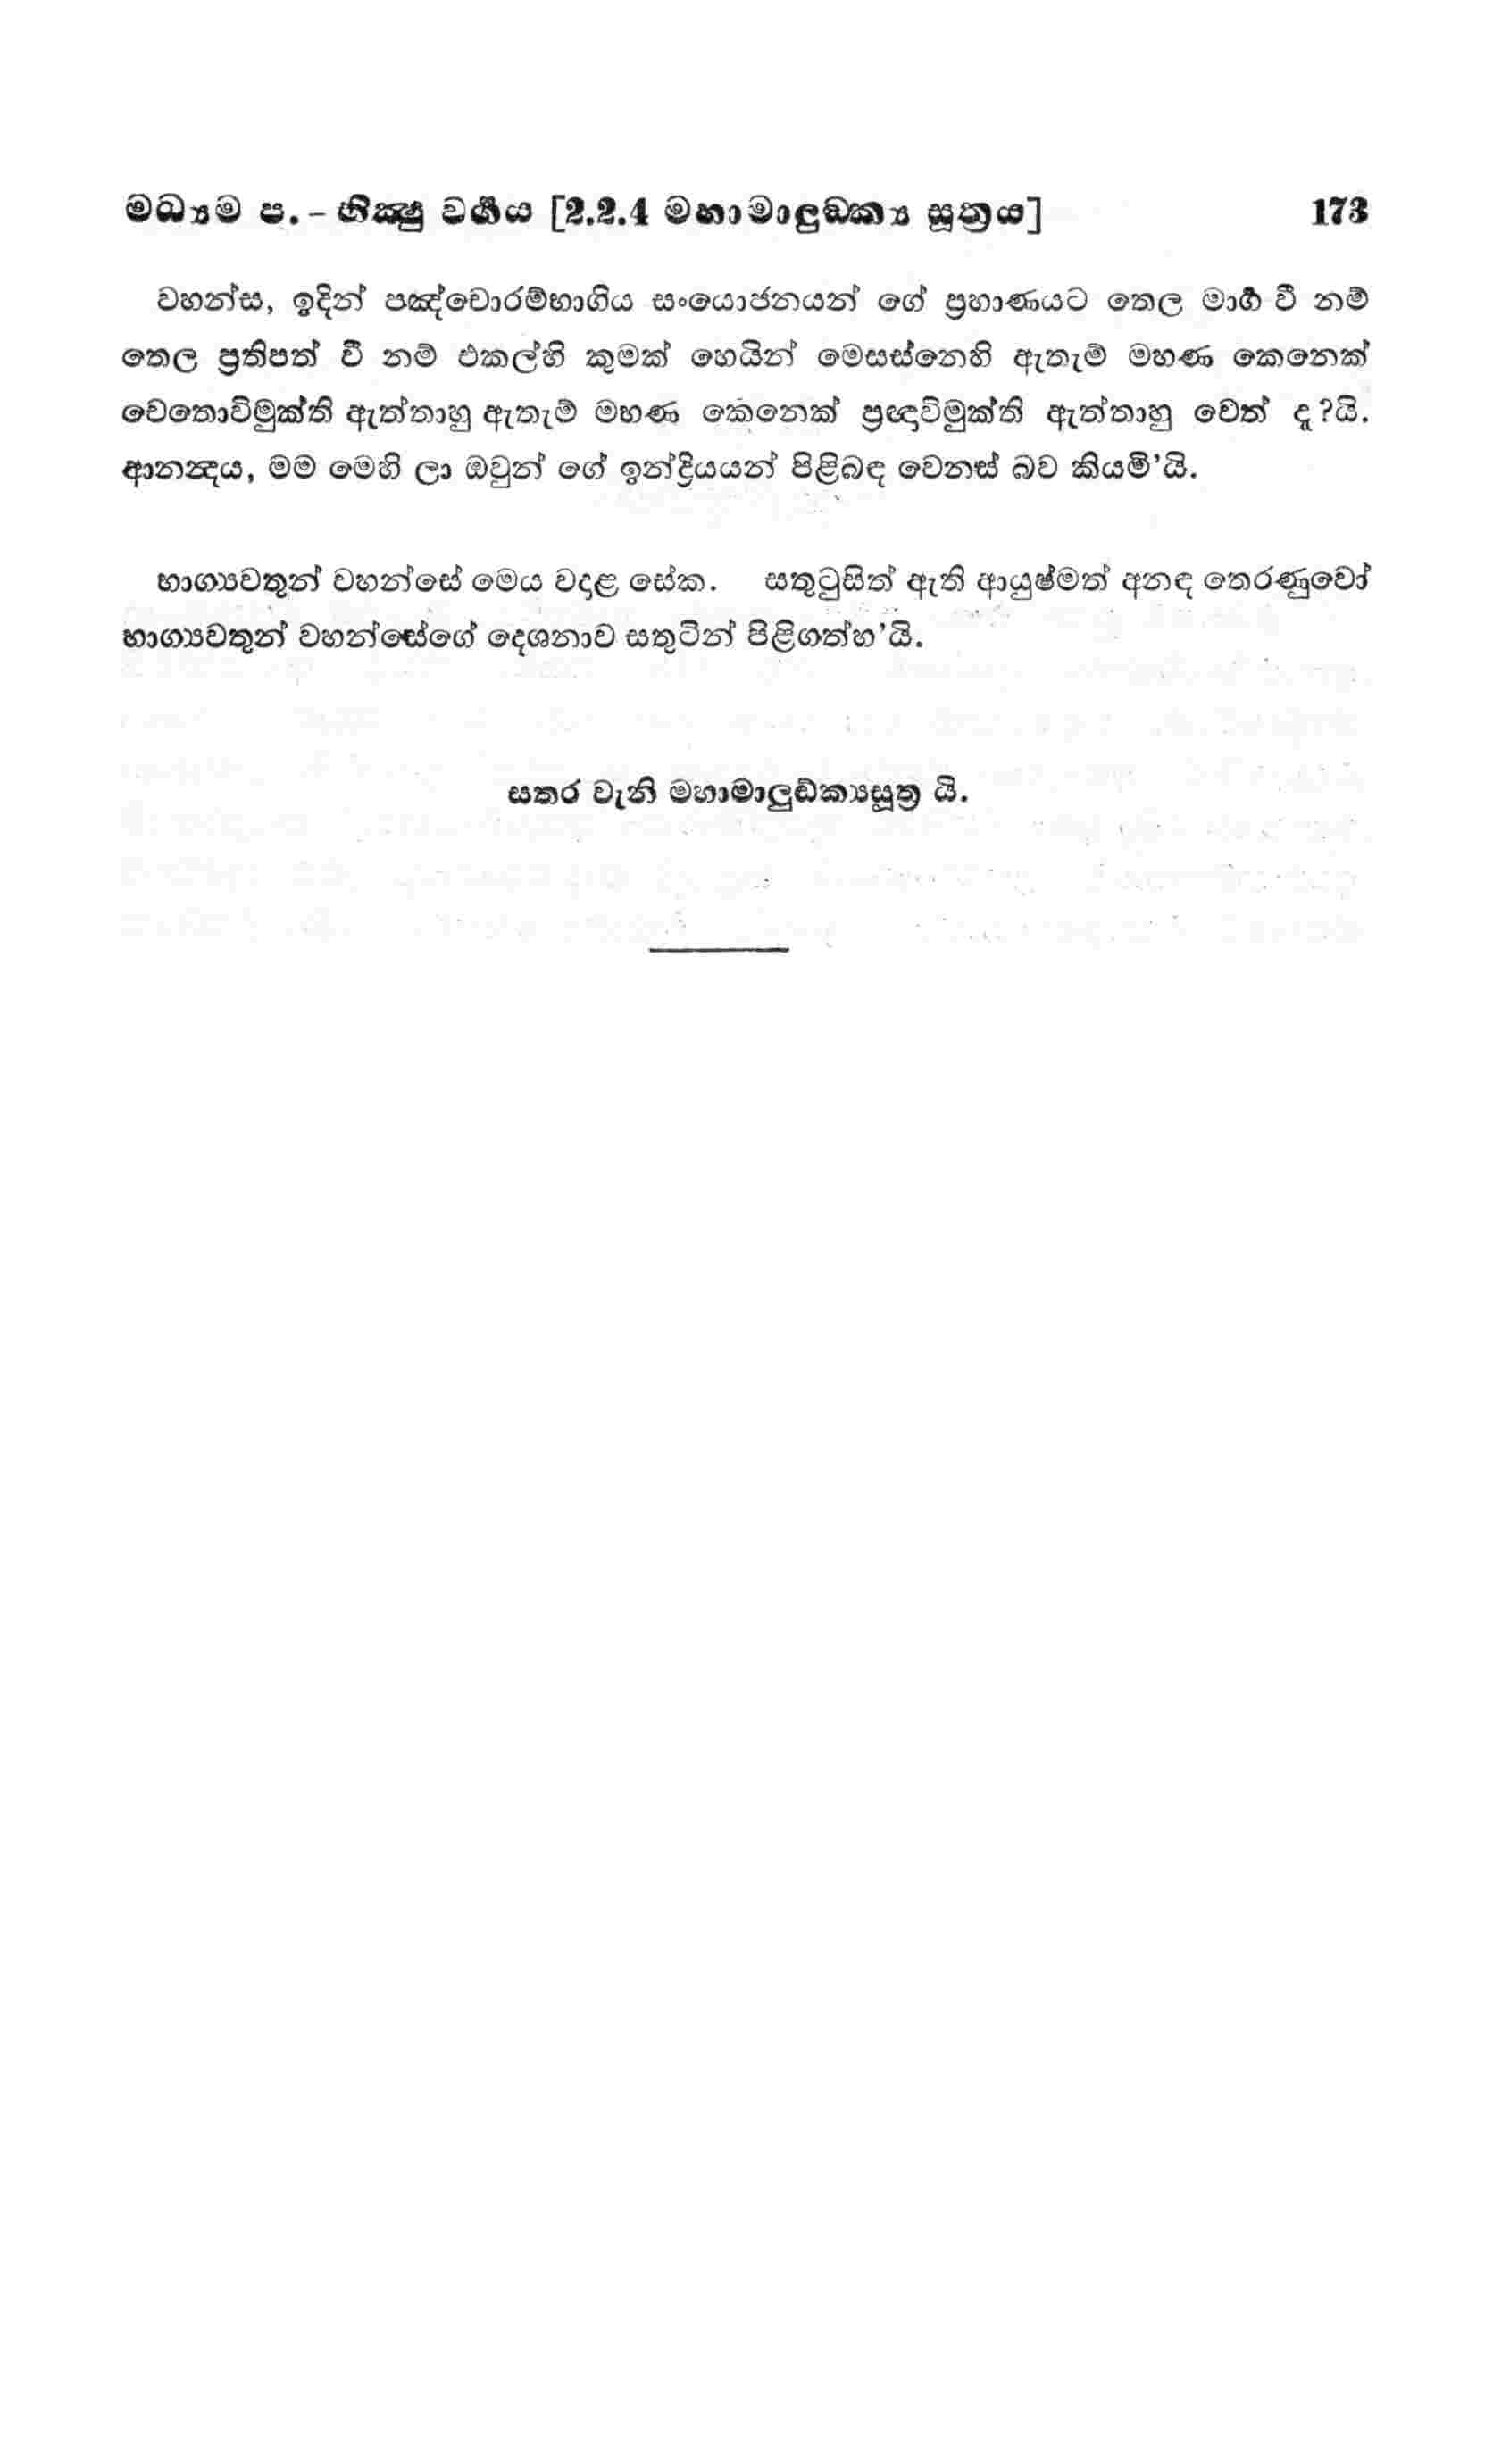 මධ්‍යම ප. - භික්‍ෂු වර්‍ගය [2.2.4 මහාමාලුඞ්ක්‍ය සූත්‍රය] 173
වහන්ස, ඉදින් පඤ්චොරම්භාගිය සංයොජනයන් ගේ ප්‍රහාණයට තෙල මාර්‍ග වී නම්
තෙල ප්‍රතිපත් වී නම් එකල්හි කුමක් හෙයින් මෙසස්නෙහි ඇතැම් මහණ කෙනෙක්
චෙතොවිමුක්ති ඇත්තාහු ඇතැම් මහණ කෙනෙක් ප්‍රඥාවිමුක්ති ඇත්තාහු වෙත් දැ?යි.
ආනන්‍දය, මම මෙහි ලා ඔවුන් ගේ ඉන්ද්‍රියයන් පිළිබඳ වෙනස් බව කියමි’යි.
භාග්‍යවතුන් වහන්සේ මෙය වදාළ සේක. සතුටුසිත් ඇති ආයුෂ්මත් අනඳ තෙරණුවෝ
භාග්‍යවතුන් වහන්සේගේ දෙශනාව සතුටින් පිළිගත්හ’යි.
සතර වැනි මහාමාලුඞ්ක්‍යසූත්‍ර යි.